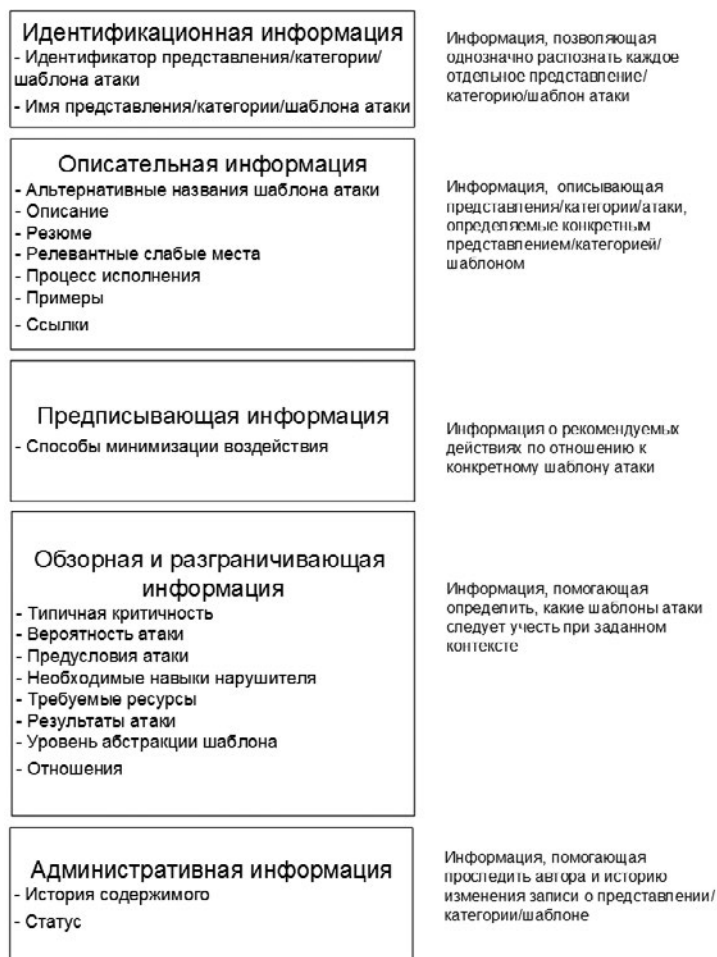 Идентификационная информация
- Идентификатор представления/категории/
шаблона атаки
- Имя представления/категории/шаблона атаки
Информация, позволяющая
однозначно распознать каждое
отдельное представление/
категорию/шаблон атаки
Описательная информация
- Альтернативные названия шаблона атаки
- Описание
- Резюме
- Релевантные слабые места
- Процесс исполнения
- Примеры
- Ссылки
Информация, описывающая
представления/категории/атаки,
определяемые конкретным
представлением/категорией/
шаблоном
Предписывающая информация
- Способы минимизации воздействия
Информация о рекомендуемых
действиях по отношению к
конкретному шаблону атаки
Обзорная и разграничивающая
информация
- Типичная критичность
- Вероятность атаки
- Предусловия атаки
- Необходимые навыки нарушителя
- Требуемые ресурсы
- Результаты атаки
- Уровень абстракции шаблона
- Отношения
Информация, помогающая
определить, какие шаблоны атаки
следует учесть при заданном
контексте
Административная информация
- История содержимого
- Статус
Информация, помогающая
проследить автора и историю
изменения записи о представлении/
категории/шаблоне